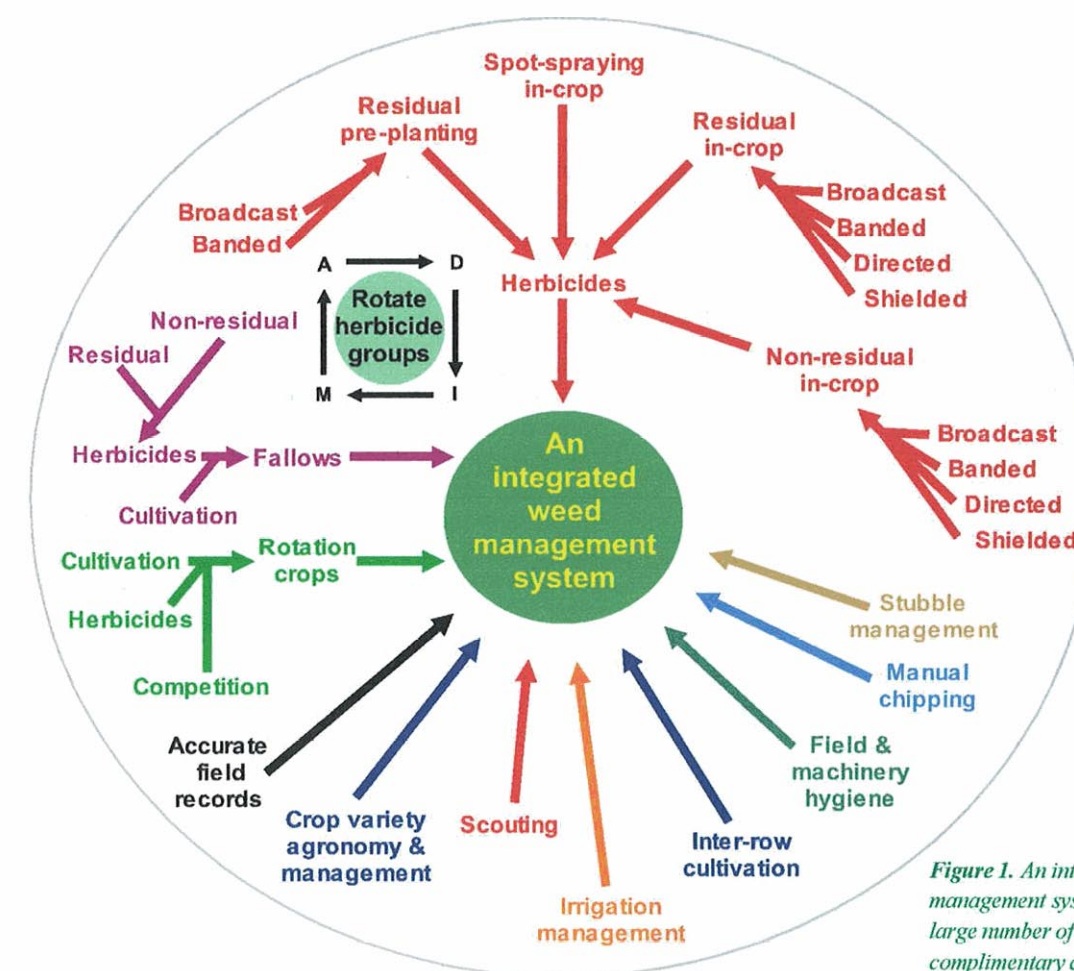 Spot-spraying
in-crop
Residual
pre-planting
Residual
in-crop
Broadcast
Banded
Broadcast
Banded
Directed
Shielded
Herbicides
A
D
Rotate
herbicide
groups
M
I
Non-residual
Residual
Non-residual
in-crop
Herbicides
Fallows
Cultivation
Broadcast
Banded
Directed
Shielded
An
integrated
weed
management
system
Cultivation
Rotation
crops
Herbicides
Competition
Stubble
management
Manual
chipping
Accurate
field
records
Field &
machinery
hygiene
Crop variety
agronomy &
management
Scouting
Inter-row
cultivation
Irrigation
management
Figure 1. An
management
large number of
complimentary